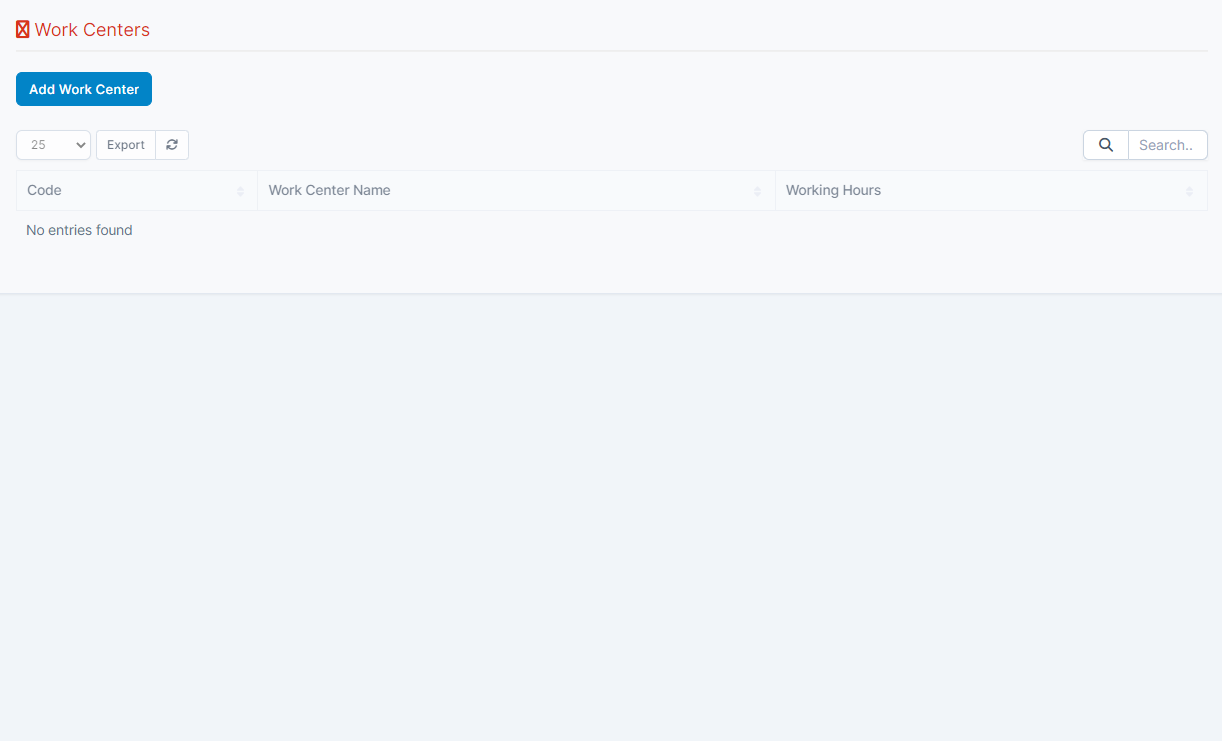 Work Centers
Add Work Center
25 Export Search..
Code Work Center Name Working Hours
No entries found